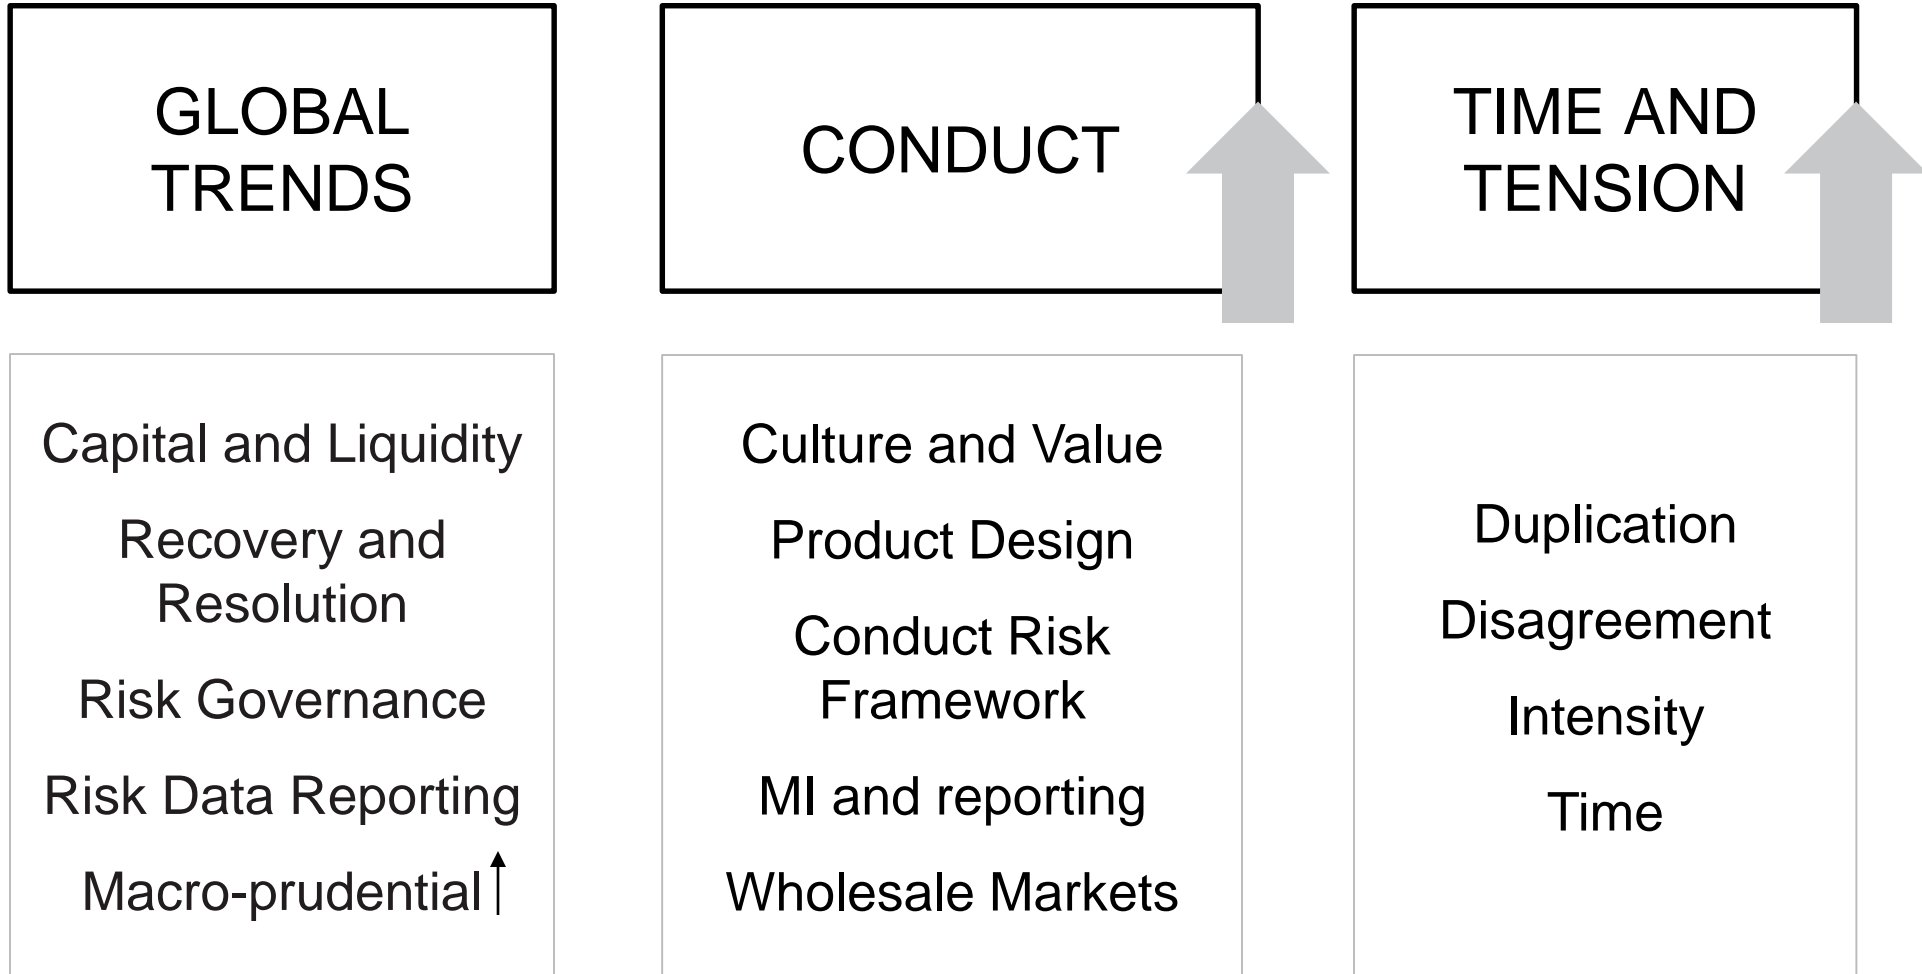 GLOBAL
TRENDS
CONDUCT
TIME AND
TENSION
Capital and Liquidity
Recovery and
Resolution
Risk Governance
Risk Data Reporting
Macro-prudential
Culture and Value
Product Design
Conduct Risk
Framework
MI and reporting
Wholesale Markets
Duplication
Disagreement
Intensity
Time